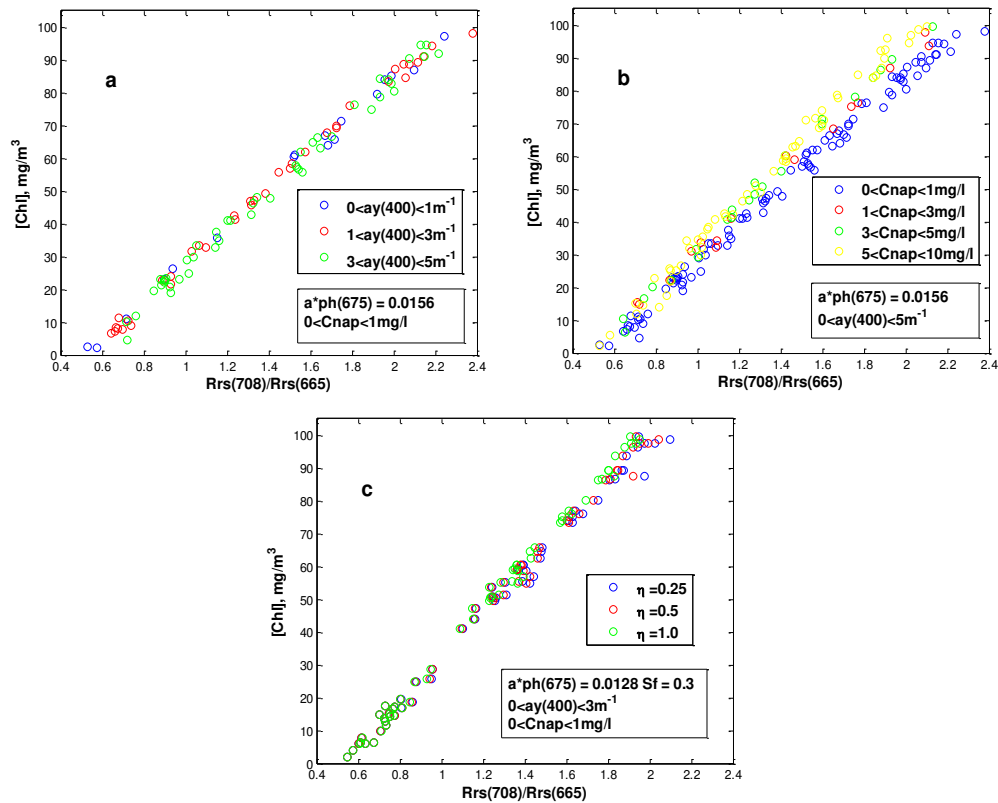 a
[Chl], mg/m³
100
90
80
70
60
50
40
30
20
10
0
0<ay(400)<1m⁻¹
1<ay(400)<3m⁻¹
3<ay(400)<5m⁻¹
a*ph(675) = 0.0156
0<Cnap<1mg/l
0.4 0.6 0.8 1 1.2 1.4 1.6 1.8 2 2.2 2.4
Rrs(708)/Rrs(665)
b
[Chl], mg/m³
100
90
80
70
60
50
40
30
20
10
0
0<Cnap<1mg/l
1<Cnap<3mg/l
3<Cnap<5mg/l
5<Cnap<10mg/l
a*ph(675) = 0.0156
0<ay(400)<5m⁻¹
0.4 0.6 0.8 1 1.2 1.4 1.6 1.8 2 2.2 2.4
Rrs(708)/Rrs(665)
c
[Chl], mg/m³
100
90
80
70
60
50
40
30
20
10
0
η =0.25
η =0.5
η =1.0
a*ph(675) = 0.0128 Sf = 0.3
0<ay(400)<3m⁻¹
0<Cnap<1mg/l
0.4 0.6 0.8 1 1.2 1.4 1.6 1.8 2 2.2 2.4
Rrs(708)/Rrs(665)